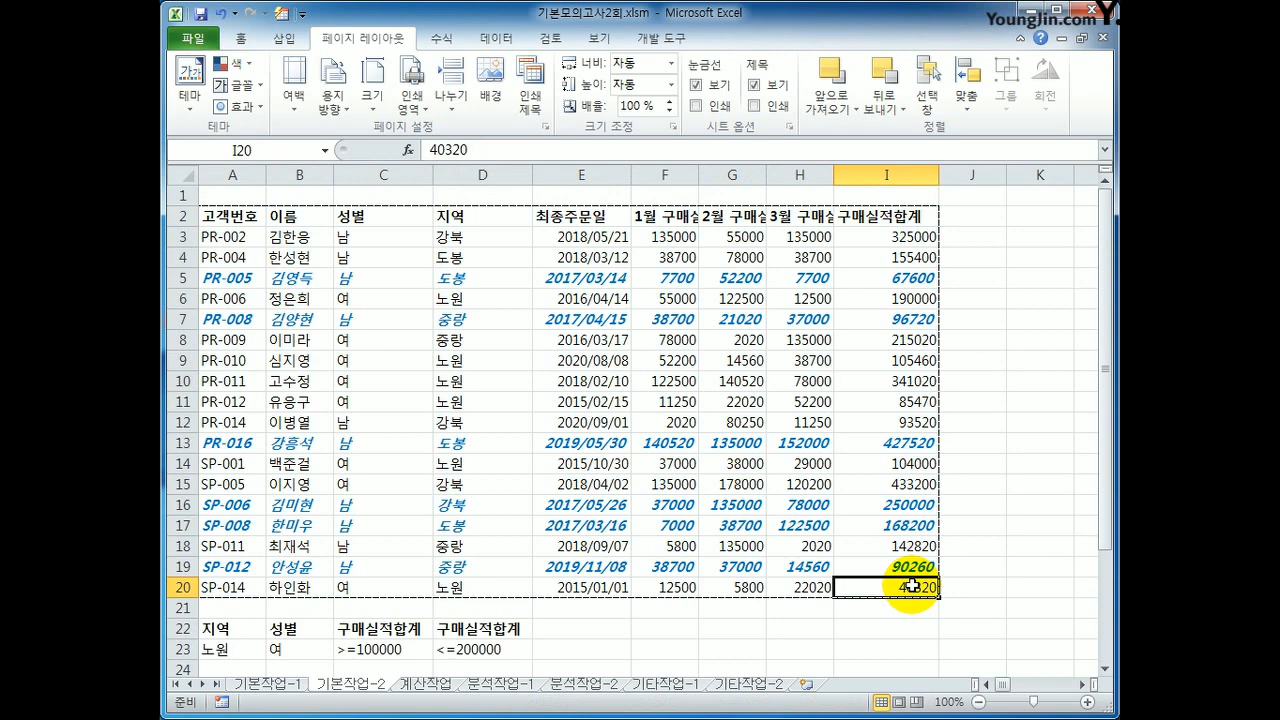 기본모의고사2회.xlsm - Microsoft Excel
YoungJin.com Y.
파일 홈 삽입 페이지 레이아웃 수식 데이터 검토 보기 개발 도구
가가 테마 색 글꼴 효과 테마
여백 용지 방향 크기 인쇄 영역 나누기 배경 인쇄 제목 페이지 설정
너비: 자동 높이: 자동 배율: 100 % 크기 조정
눈금선 보기 인쇄 제목 보기 인쇄 시트 옵션
앞으로 가져오기 뒤로 보내기 선택 창 맞춤 그룹 회전 정렬
I20 fx 40320
A B C D E F G H I J K
1
2 고객번호 이름 성별 지역 최종주문일 1월 구매실 2월 구매실 3월 구매실 구매실적합계
3 PR-002 김한응 남 강북 2018/05/21 135000 55000 135000 325000
4 PR-004 한성현 남 도봉 2018/03/12 38700 78000 38700 155400
5 PR-005 김영득 남 도봉 2017/03/14 7700 52200 7700 67600
6 PR-006 정은희 여 노원 2016/04/14 55000 122500 12500 190000
7 PR-008 김양현 남 중랑 2017/04/15 38700 21020 37000 96720
8 PR-009 이미라 여 중랑 2016/03/17 78000 2020 135000 215020
9 PR-010 심지영 여 노원 2020/08/08 52200 14560 38700 105460
10 PR-011 고수정 여 노원 2018/02/10 122500 140520 78000 341020
11 PR-012 유응구 여 노원 2015/02/15 11250 22020 52200 85470
12 PR-014 이병열 남 강북 2020/09/01 2020 80250 11250 93520
13 PR-016 강흥석 남 도봉 2019/05/30 140520 135000 152000 427520
14 SP-001 백준걸 여 노원 2015/10/30 37000 38000 29000 104000
15 SP-005 이지영 여 강북 2018/04/02 135000 178000 120200 433200
16 SP-006 김미현 남 강북 2017/05/26 37000 135000 78000 250000
17 SP-008 한미우 남 도봉 2017/03/16 7000 38700 122500 168200
18 SP-011 최재석 남 중랑 2018/09/07 5800 135000 2020 142820
19 SP-012 안성윤 남 중랑 2019/11/08 38700 37000 14560 90260
20 SP-014 하인화 여 노원 2015/01/01 12500 5800 22020 40320
21
22 지역 성별 구매실적합계 구매실적합계
23 노원 여 >=100000 <=200000
24
기본작업-1 기본작업-2 계산작업 분석작업-1 분석작업-2 기타작업-1 기타작업-2
준비 100%